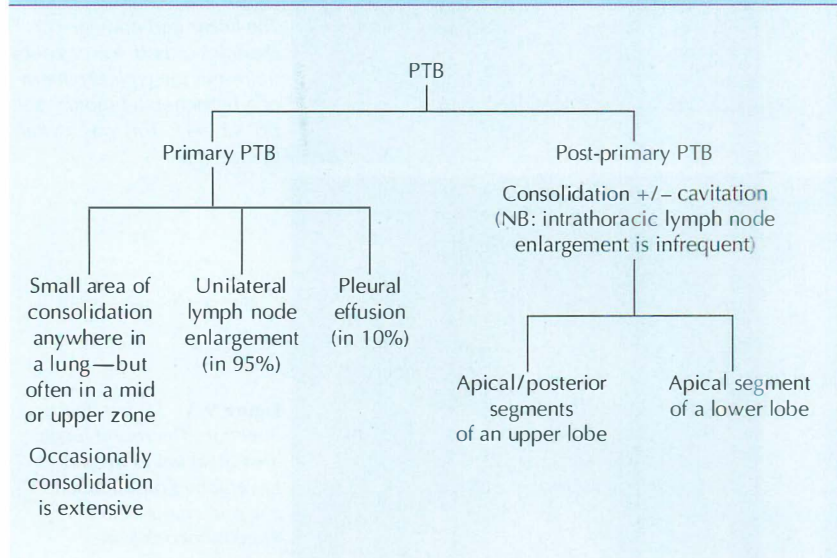 PTB
Primary PTB
Post-primary PTB
Consolidation +/– cavitation
(NB: intrathoracic lymph node
enlargement is infrequent)
Small area of
consolidation
anywhere in
a lung—but
often in a mid
or upper zone
Occasionally
consolidation
is extensive
Unilateral
lymph node
enlargement
(in 95%)
Pleural
effusion
(in 10%)
Apical/posterior
segments
of an upper lobe
Apical segment
of a lower lobe